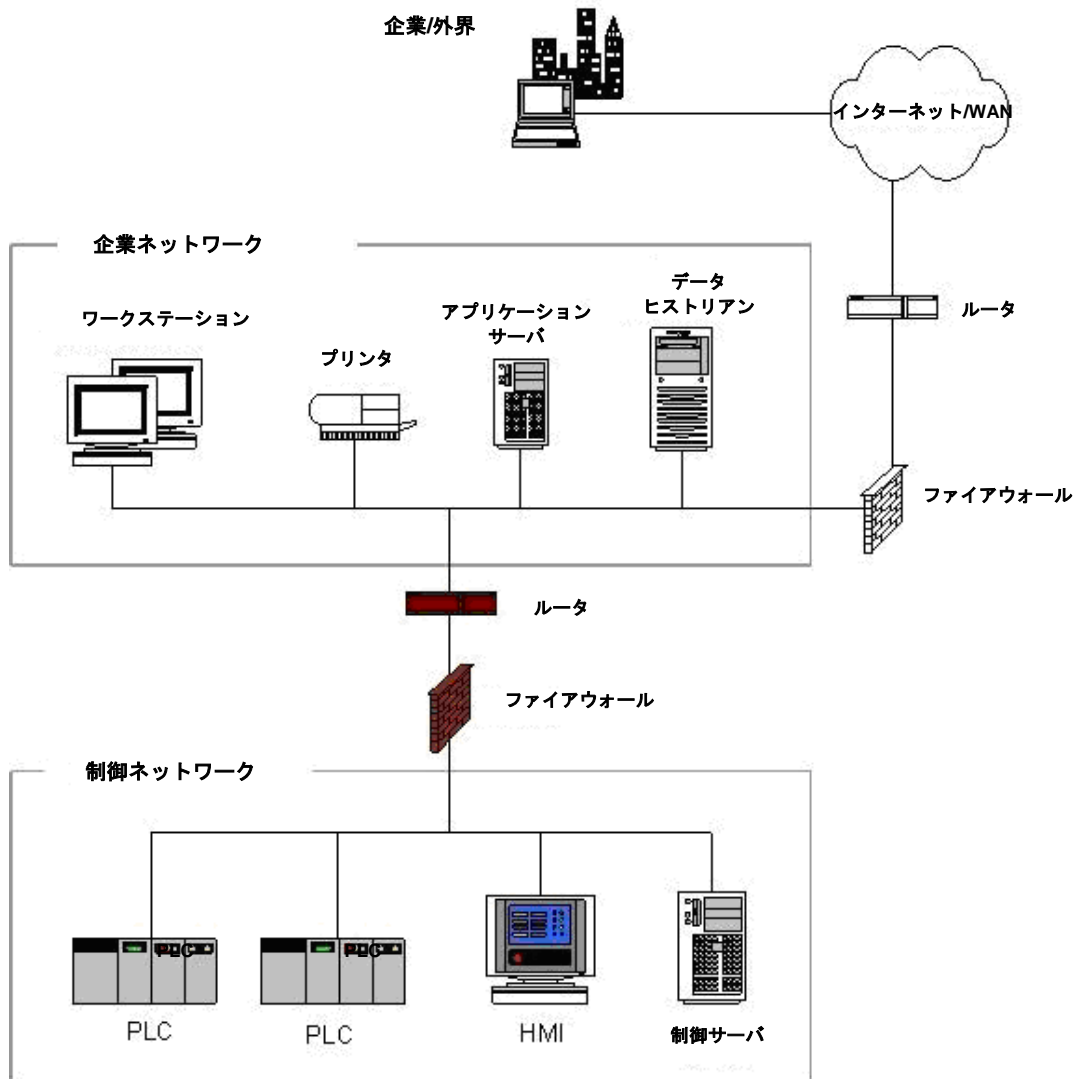 企業/外界
インターネット/WAN
企業ネットワーク
データ
ヒストリアン
ルータ
ワークステーション
アプリケーション
サーバ
プリンタ
ファイアウォール
ルータ
ファイアウォール
制御ネットワーク
PLC
PLC
PLC
PLC
HMI
制御サーバ